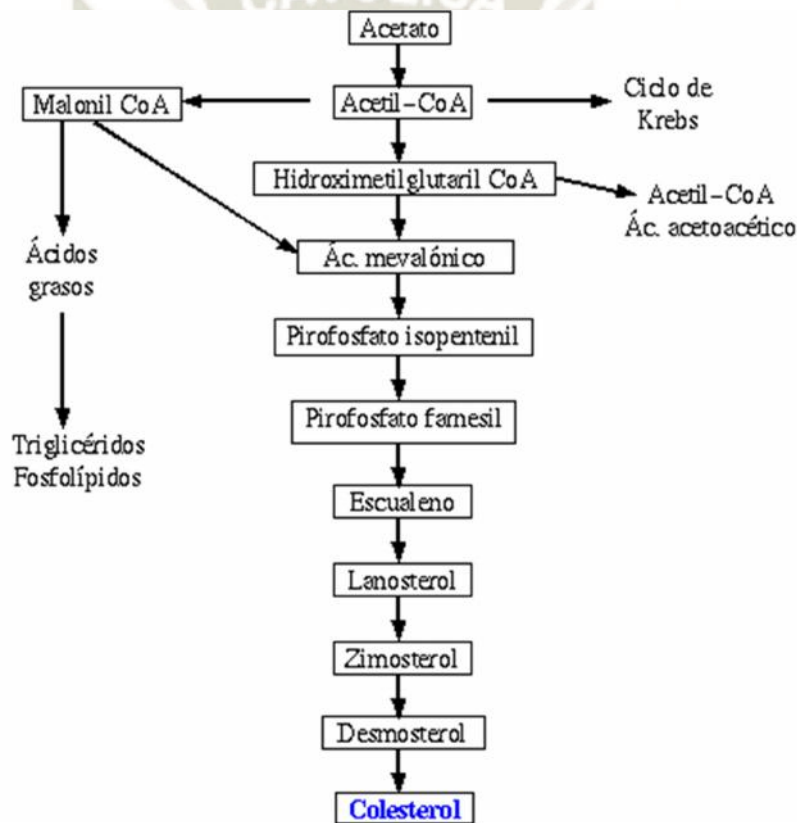 CATOLICA
Acetato
Malonil CoA
Acetil-CoA
Ciclo de
Krebs
Hidroximetilglutaril CoA
Acetil-CoA
Ác. acetoacético
Ácidos
grasos
Ác. mevalónico
Pirofosfato isopentenil
Pirofosfato farnesil
Triglicéridos
Fosfolípidos
Escualeno
Lanosterol
Zimosterol
Desmosterol
Colesterol